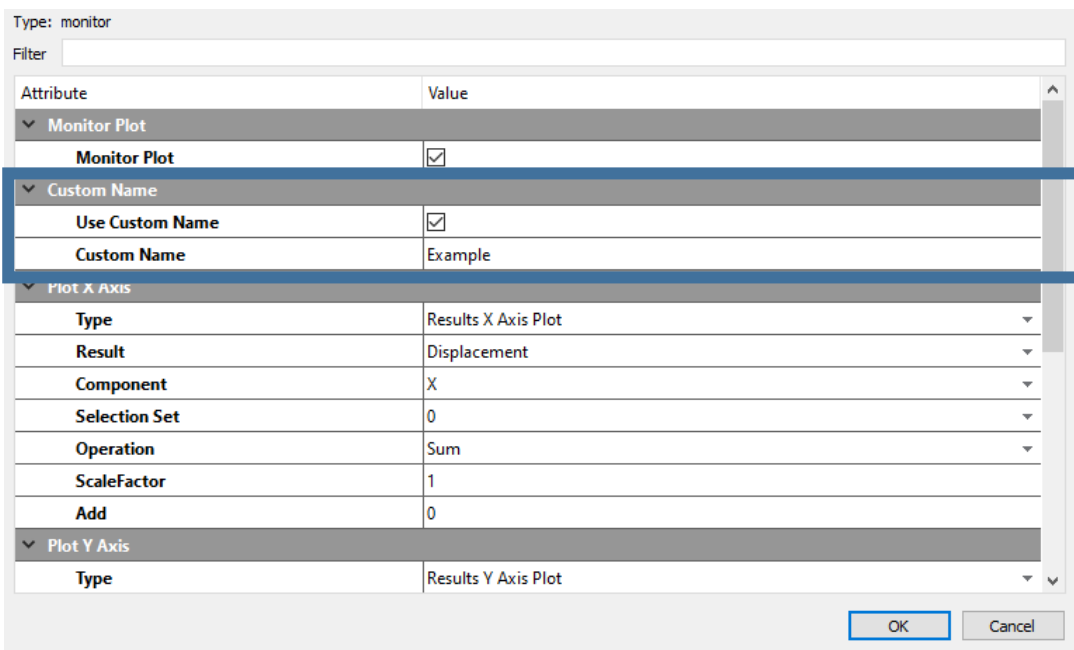 Type: monitor
Filter
Attribute Value
Monitor Plot
Monitor Plot
Custom Name
Use Custom Name
Custom Name Example
Plot X Axis
Type Results X Axis Plot
Result Displacement
Component X
Selection Set 0
Operation Sum
ScaleFactor 1
Add 0
Plot Y Axis
Type Results Y Axis Plot
OK Cancel